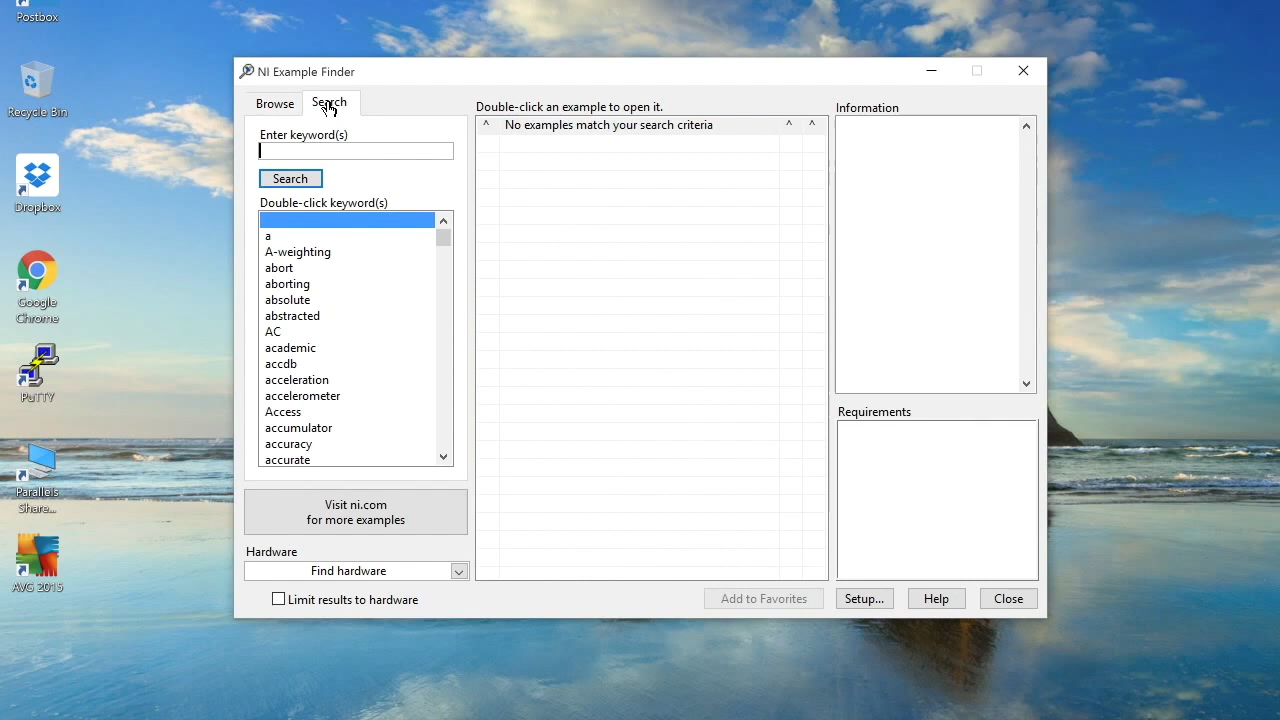 Postbox
Recycle Bin
Dropbox
Google
Chrome
PuTTY
Parallels
Share...
AVG 2015
NI Example Finder
Browse
Search
Enter keyword(s)
Search
Double-click keyword(s)
a
A-weighting
abort
aborting
absolute
abstracted
AC
academic
accdb
acceleration
accelerometer
Access
accumulator
accuracy
accurate
Visit ni.com
for more examples
Hardware
Find hardware
Limit results to hardware
Double-click an example to open it.
^ No examples match your search criteria ^ ^
Information
Requirements
Add to Favorites
Setup...
Help
Close